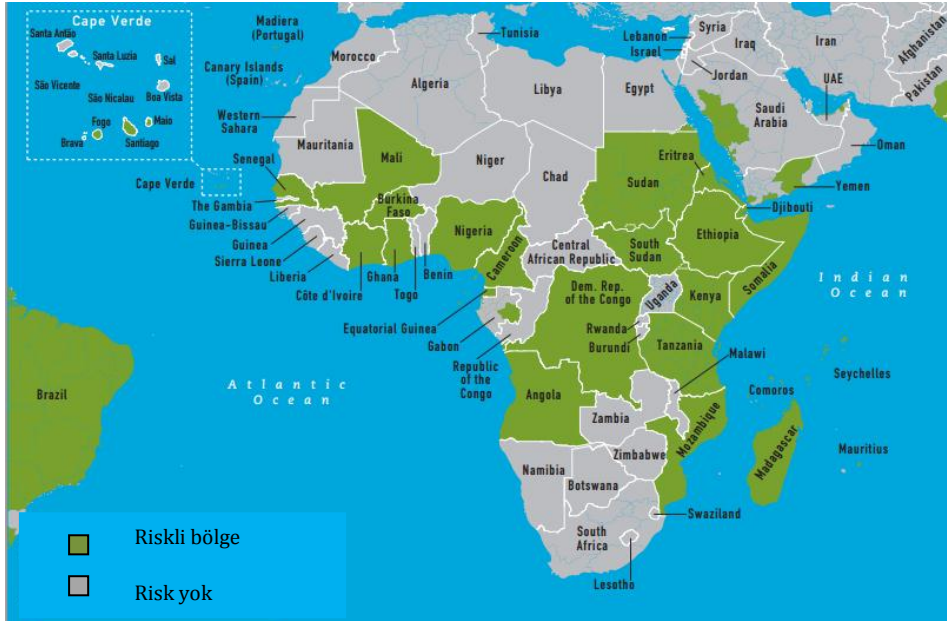 Cape Verde
Santo Antão
Santa Luzia
Sal
São Vicente
São Nicalau
Boa Vista
Fogo
Maio
Brava
Santiago
Cape Verde
Madiera
(Portugal)
Canary Islands
(Spain)
Morocco
Tunisia
Algeria
Libya
Egypt
Western
Sahara
Mauritania
Mali
Niger
Chad
Sudan
Eritrea
Senegal
The Gambia
Guinea-Bissau
Guinea
Sierra Leone
Liberia
Côte d'Ivoire
Burkina
Faso
Ghana
Togo
Benin
Nigeria
Cameroon
Central
African Republic
South
Sudan
Ethiopia
Djibouti
Somalia
Equatorial Guinea
Gabon
Republic
of the
Congo
Dem. Rep.
of the Congo
Uganda
Kenya
Rwanda
Burundi
Tanzania
Malawi
Angola
Zambia
Mozambique
Zimbabwe
Namibia
Botswana
Swaziland
South
Africa
Lesotho
Madagascar
Comoros
Seychelles
Mauritius
Lebanon
Israel
Syria
Iraq
Iran
Afghanistan
Pakistan
Jordan
UAE
Saudi
Arabia
Oman
Yemen
Brazil
Atlantic
Ocean
Indian
Ocean
Riskli bölge
Risk yok